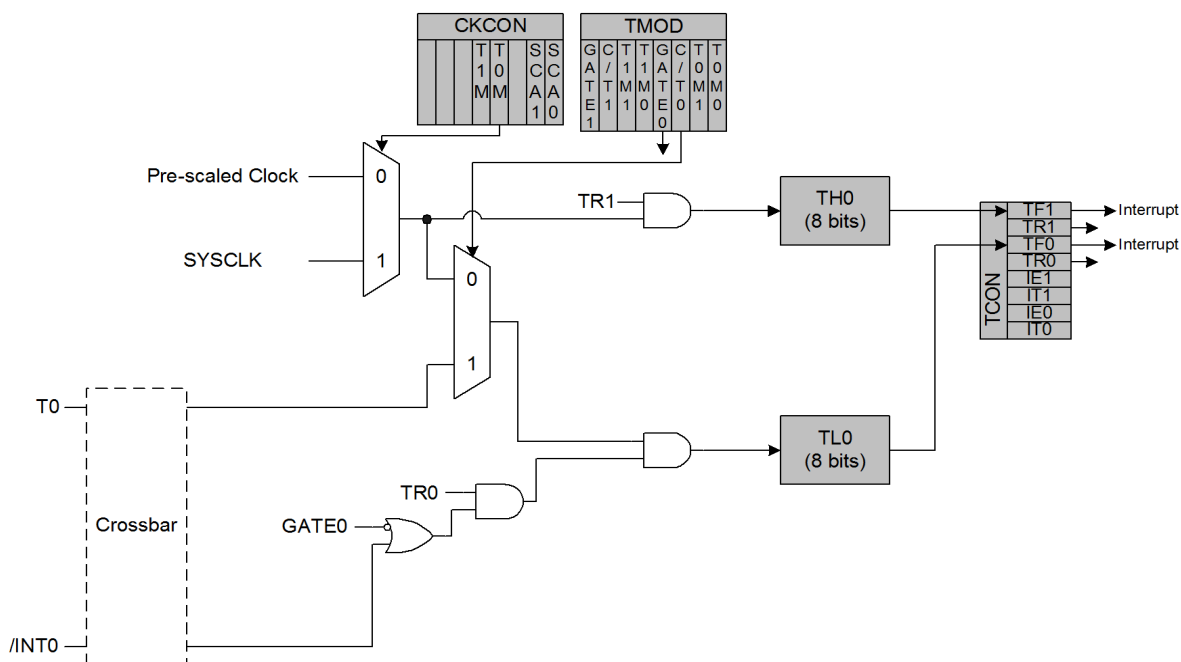 CKCON
T1M
T0M
SCA1
SCA0
TMOD
GATE1
C/T1
T1M1
T1M0
GATE0
C/T0
T0M1
T0M0
Pre-scaled Clock
0
SYSCLK
1
TR1
TH0
(8 bits)
TCON
TF1
TR1
TF0
TR0
IE1
IT1
IE0
IT0
Interrupt
Interrupt
0
1
T0
TL0
(8 bits)
TR0
GATE0
Crossbar
/INT0